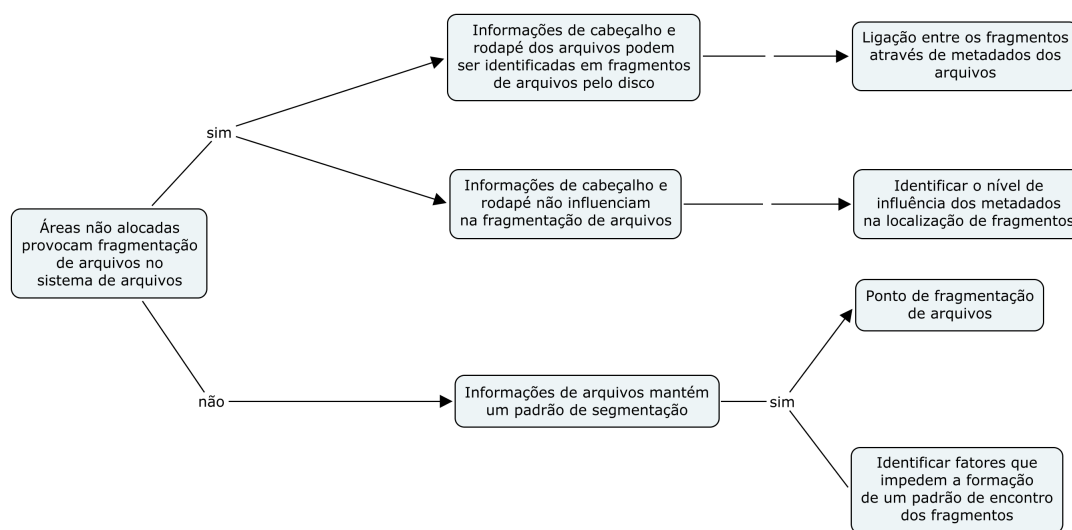 Informações de cabeçalho e
rodapé dos arquivos podem
ser identificadas em fragmentos
de arquivos pelo disco
Ligação entre os fragmentos
através de metadados dos
arquivos
sim
Informações de cabeçalho e
rodapé não influenciam
na fragmentação de arquivos
Identificar o nível de
influência dos metadados
na localização de fragmentos
Áreas não alocadas
provocam fragmentação
de arquivos no
sistema de arquivos
Ponto de fragmentação
de arquivos
não
Informações de arquivos mantém
um padrão de segmentação
sim
Identificar fatores que
impedem a formação
de um padrão de encontro
dos fragmentos